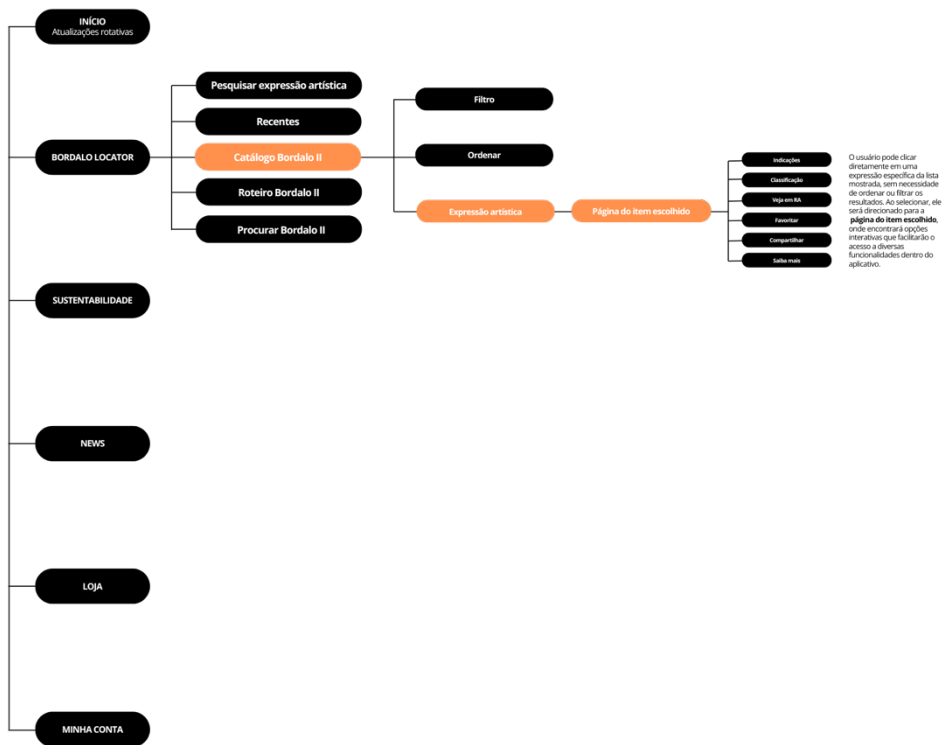 INÍCIO
Atualizações rotativas
BORDALO LOCATOR
Pesquisar expressão artística
Recentes
Catálogo Bordalo II
Roteiro Bordalo II
Procurar Bordalo II
Filtro
Ordenar
Expressão artística
Página do item escolhido
Indicações
Classificação
Veja em RA
Favoritar
Compartilhar
Saiba mais
O usuário pode clicar
diretamente em uma
expressão específica da lista
mostrada, sem necessidade
de ordenar ou filtrar os
resultados. Ao selecionar, ele
será direcionado para a
página do item escolhido,
onde encontrará opções
interativas que facilitarão o
acesso a diversas
funcionalidades dentro do
aplicativo.
SUSTENTABILIDADE
NEWS
LOJA
MINHA CONTA